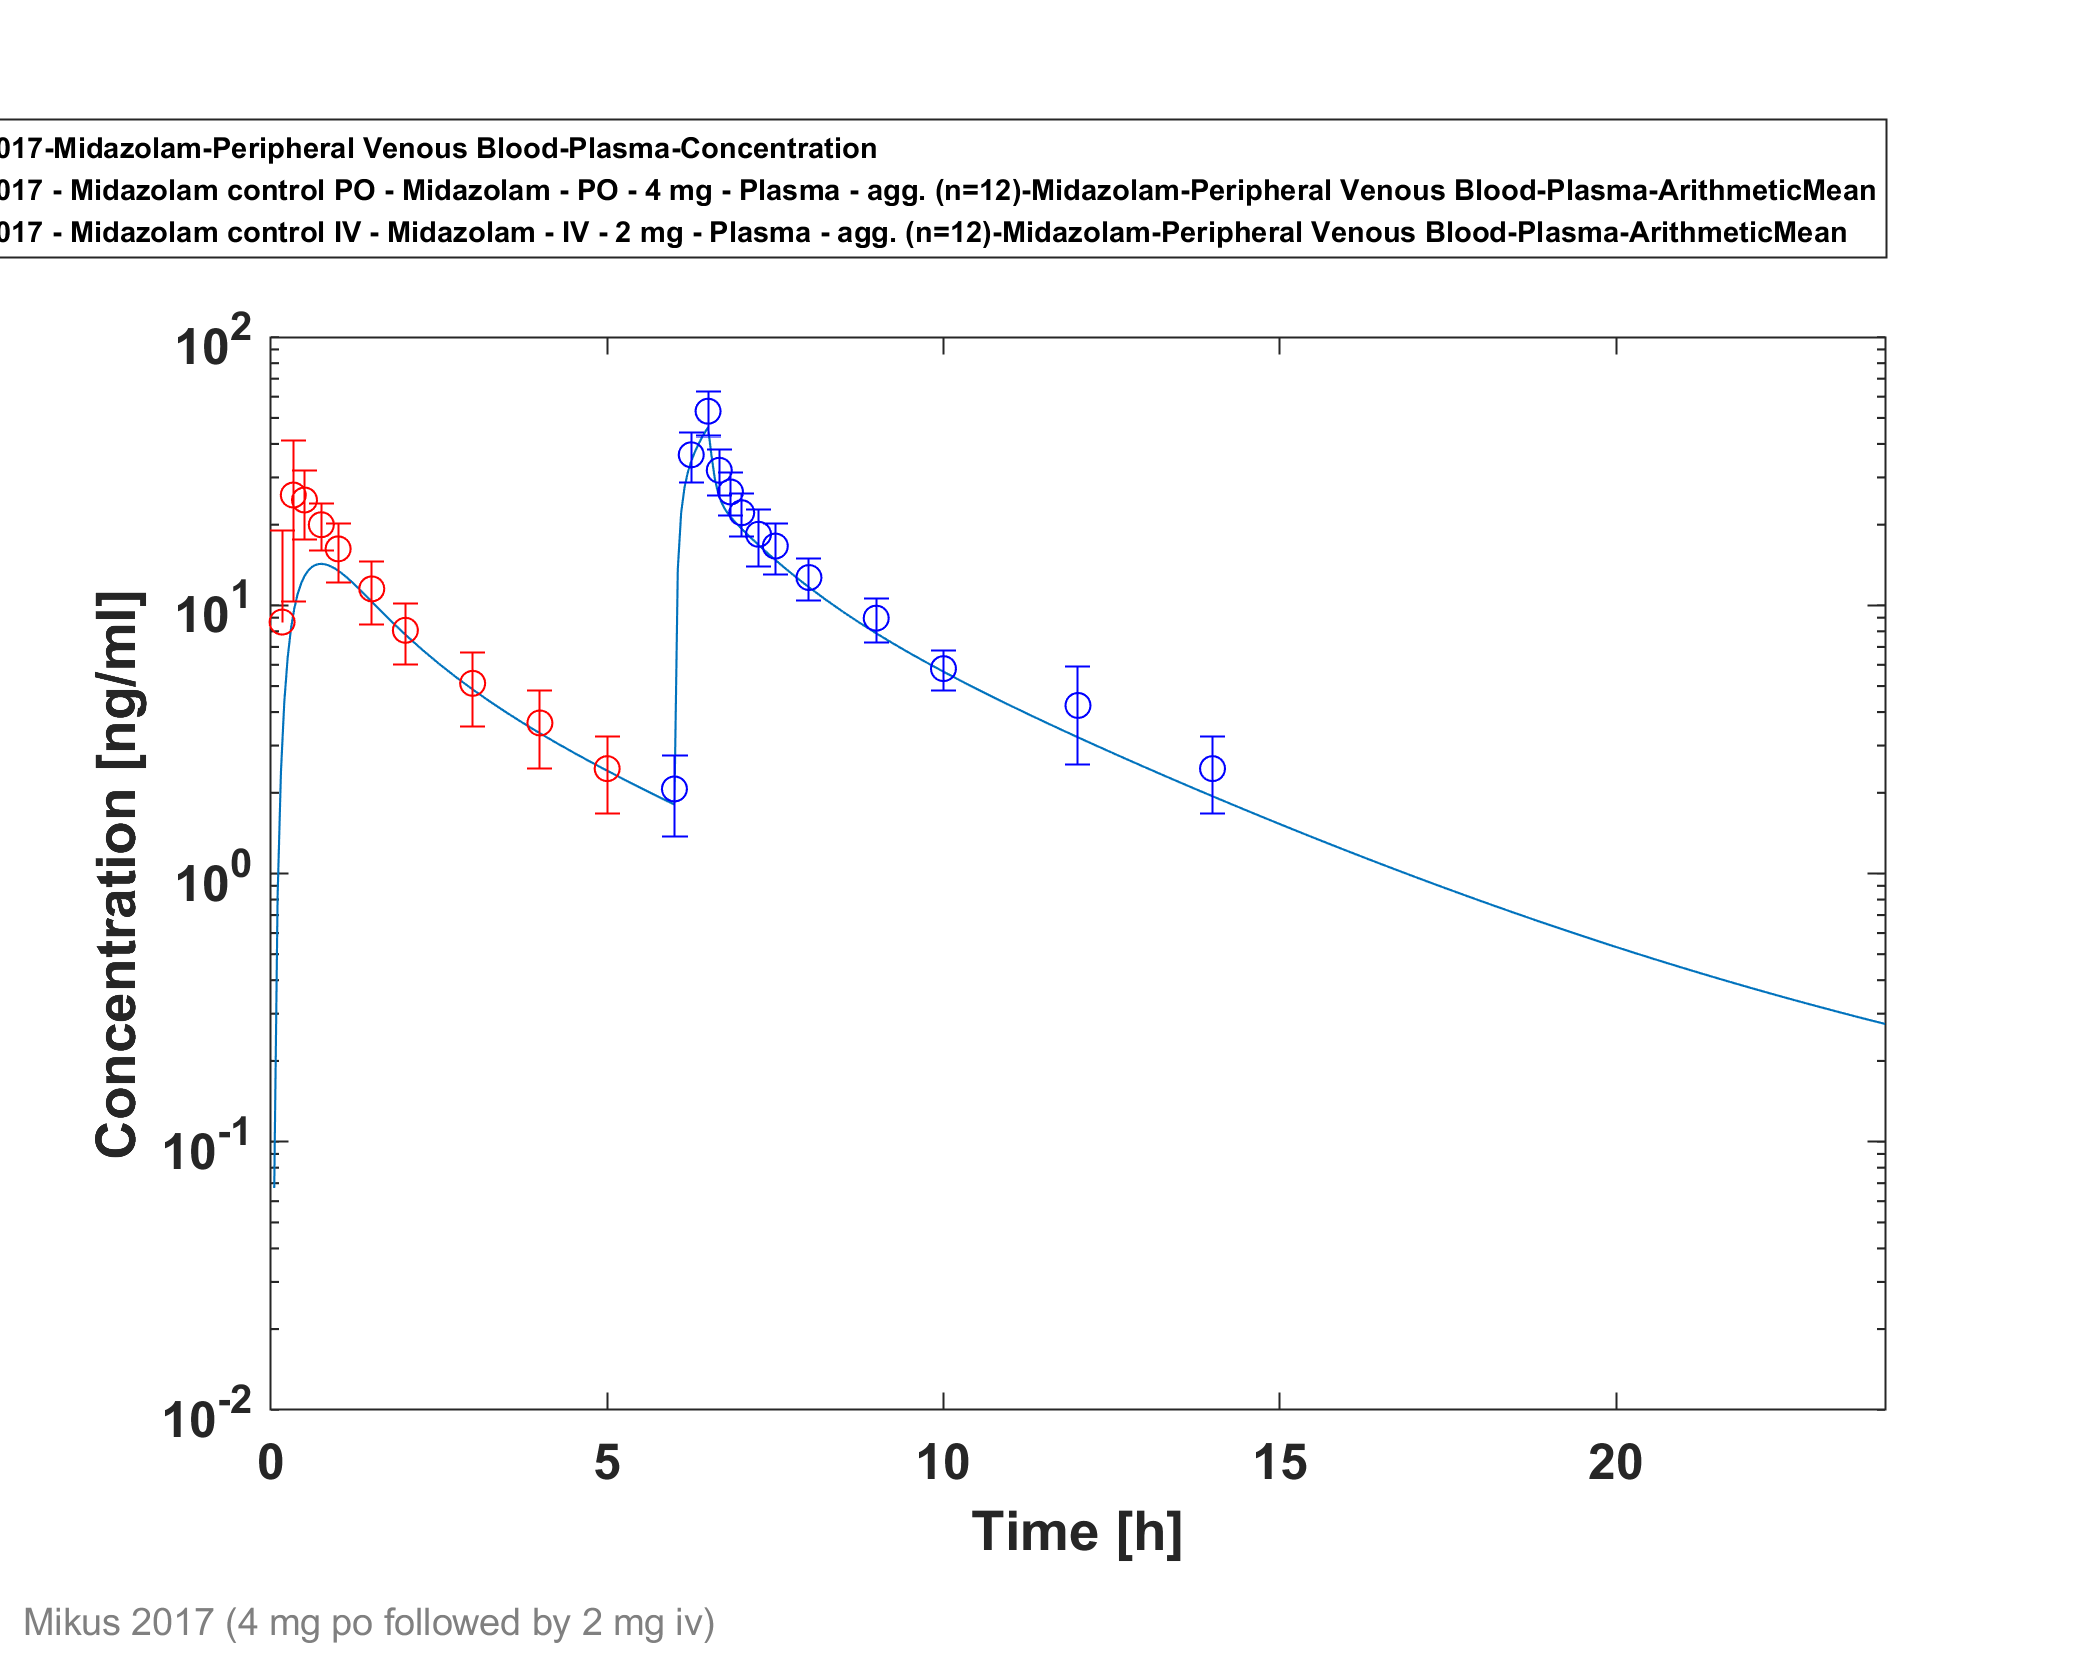 017-Midazolam-Peripheral Venous Blood-Plasma-Concentration
017 - Midazolam control PO - Midazolam - PO - 4 mg - Plasma - agg. (n=12)-Midazolam-Peripheral Venous Blood-Plasma-ArithmeticMean
017 - Midazolam control IV - Midazolam - IV - 2 mg - Plasma - agg. (n=12)-Midazolam-Peripheral Venous Blood-Plasma-ArithmeticMean
10^2
10^1
10^0
10^-1
10^-2
Concentration [ng/ml]
0 5 10 15 20
Time [h]
Mikus 2017 (4 mg po followed by 2 mg iv)